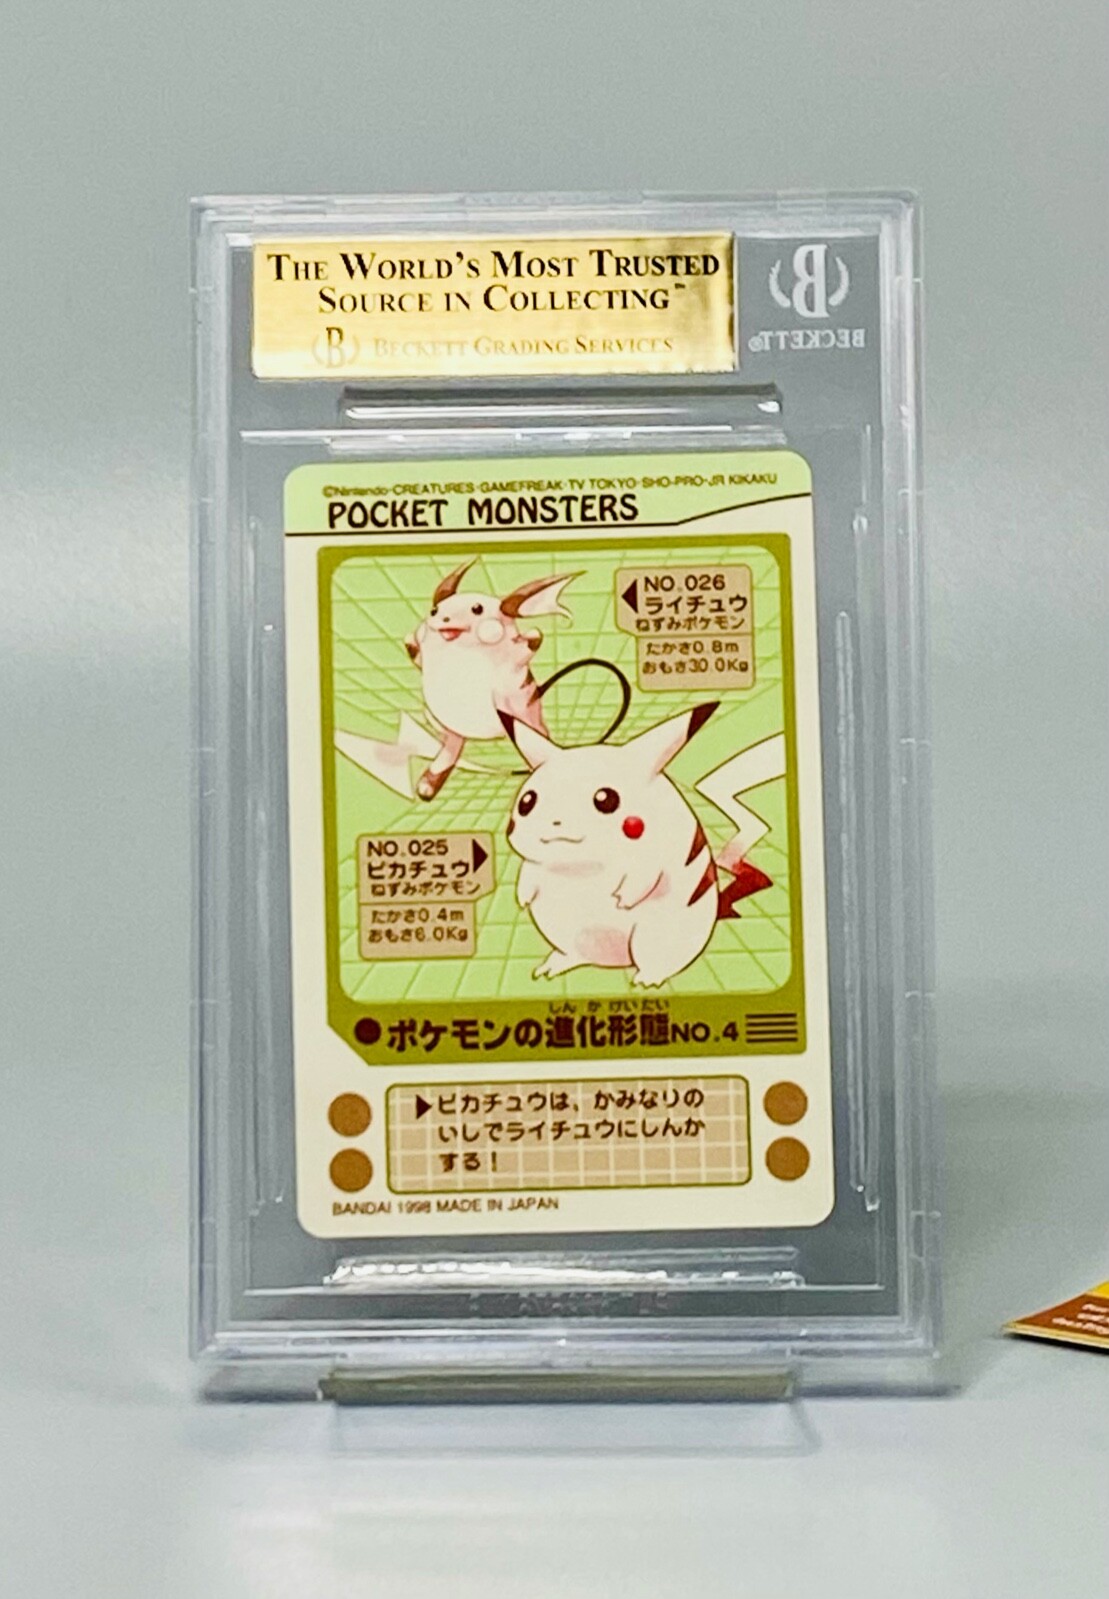 THE WORLD'S MOST TRUSTED
SOURCE IN COLLECTING™
B BECKETT GRADING SERVICES
B
BECKETT®
©Nintendo·CREATURES·GAMEFREAK·TV TOKYO·SHO-PRO·JR KIKAKU
POCKET MONSTERS
NO.026
ライチュウ
ねずみポケモン
たかさ0.8m
おもさ30.0Kg
NO.025
ピカチュウ
ねずみポケモン
たかさ0.4m
おもさ6.0Kg
しんかけいたい
ポケモンの進化形態NO.4
ピカチュウは、かみなりの
いしでライチュウにしんか
する!
BANDAI 1998 MADE IN JAPAN